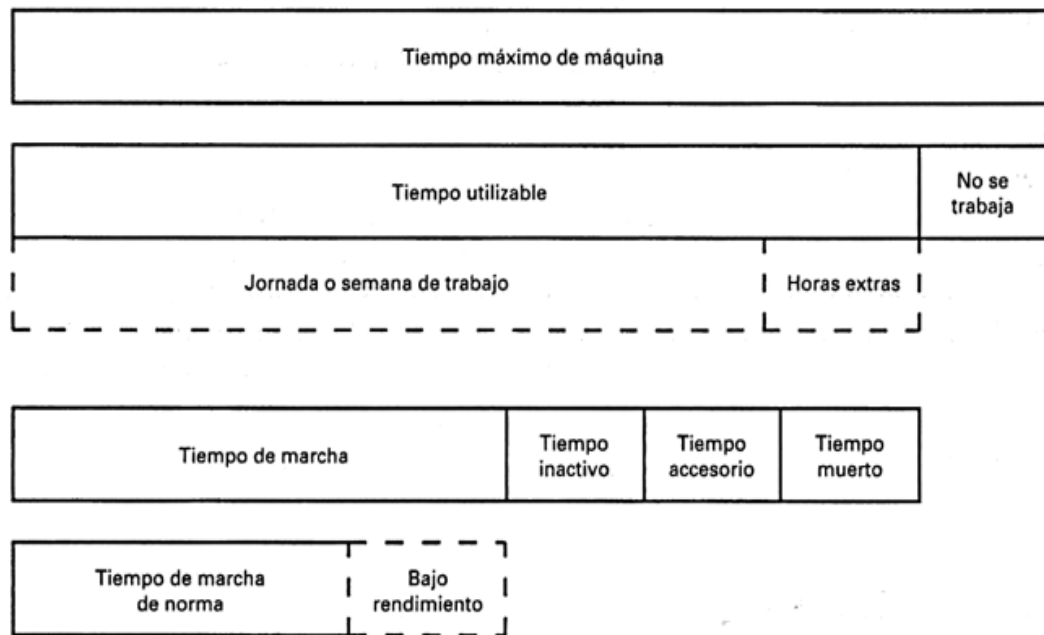 Tiempo máximo de máquina
Tiempo utilizable
No se
trabaja
Jornada o semana de trabajo
Horas extras
Tiempo de marcha
Tiempo
inactivo
Tiempo
accesorio
Tiempo
muerto
Tiempo de marcha
de norma
Bajo
rendimiento